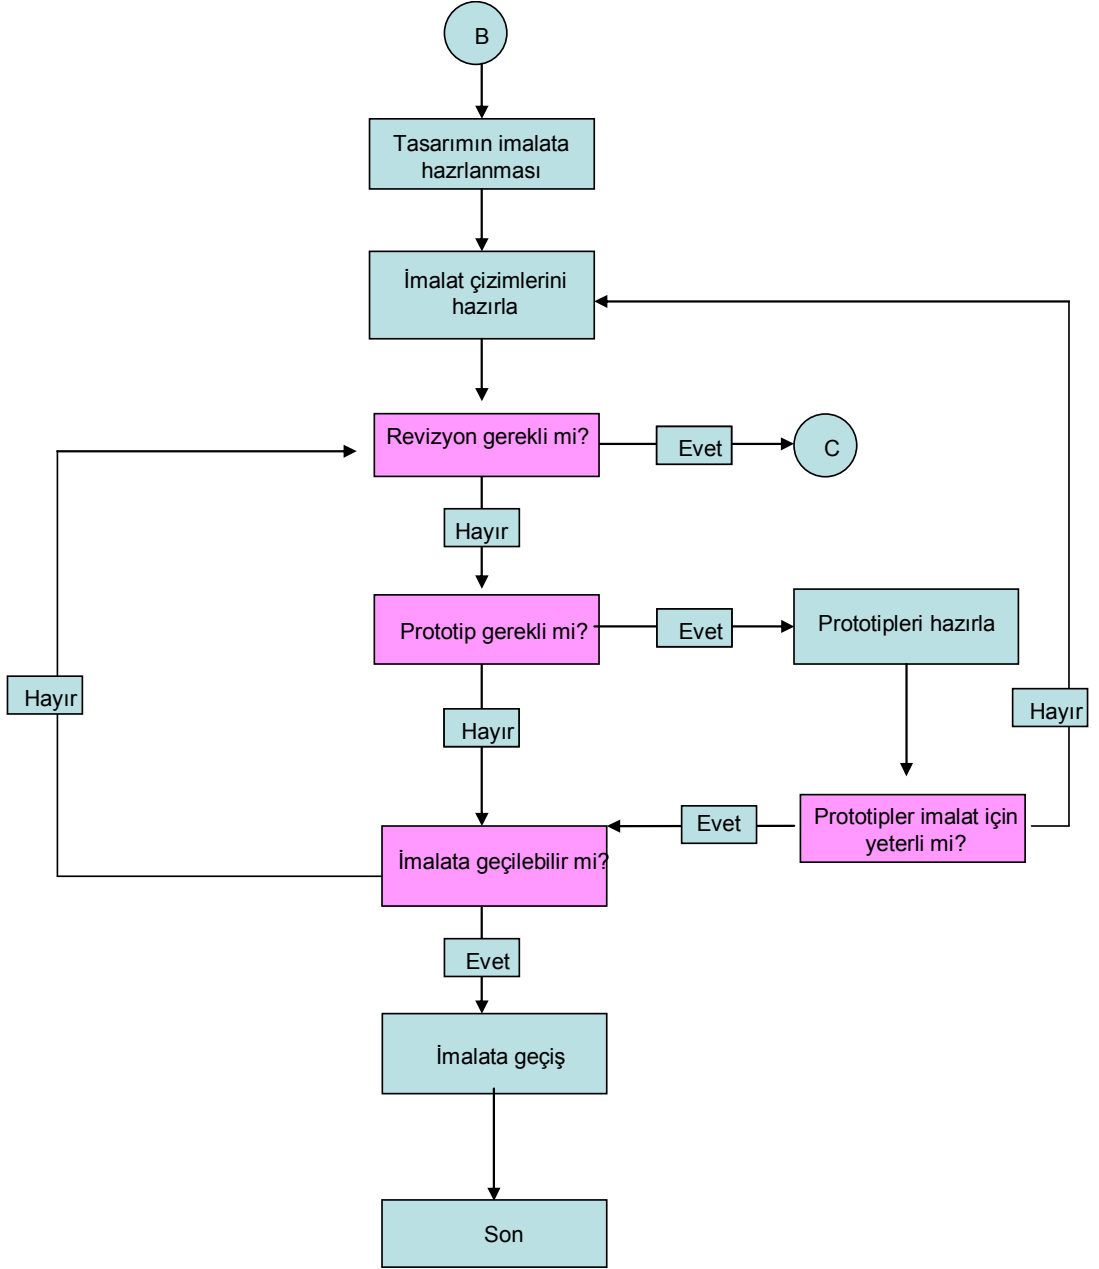 B
Tasarımın imalata
hazrlanması
İmalat çizimlerini
hazırla
Revizyon gerekli mi?
Evet
C
Hayır
Prototip gerekli mi?
Evet
Prototipleri hazırla
Hayır
Hayır
Hayır
Prototipler imalat için
yeterli mi?
Evet
İmalata geçilebilir mi?
Evet
İmalata geçiş
Son